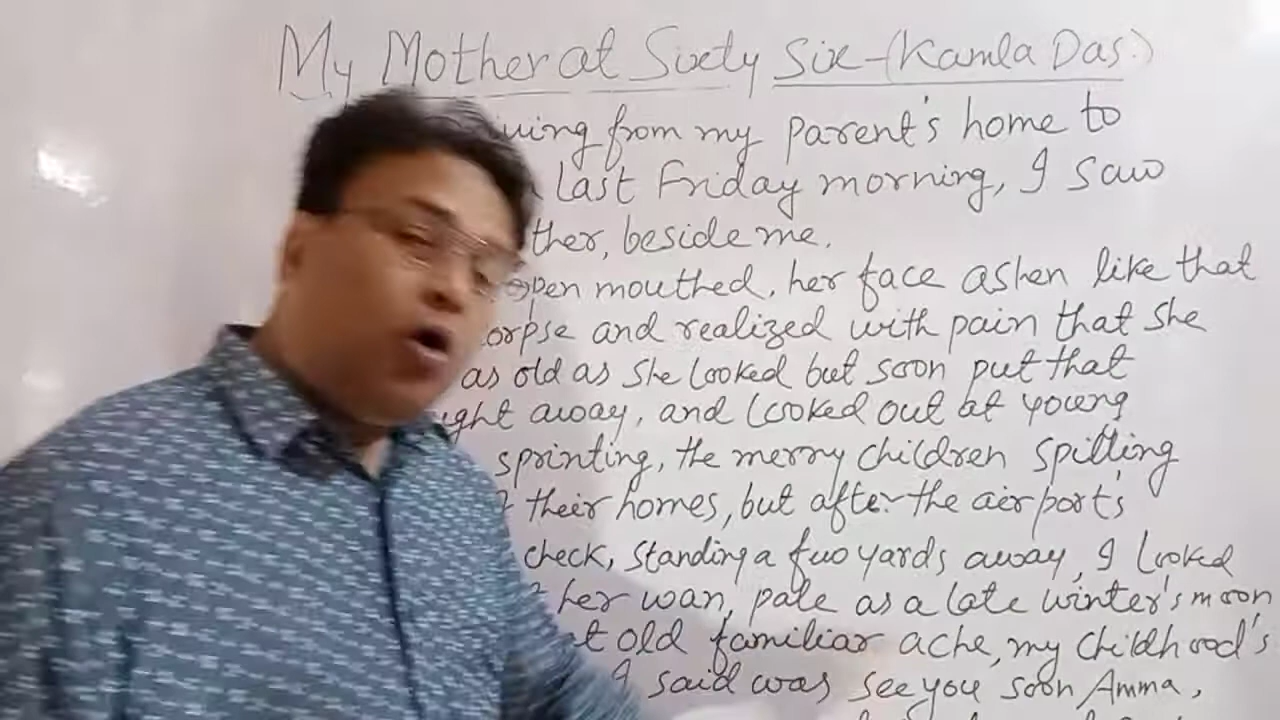 My Mother at Sixty Six-(Kamla Das.)
from my parent's home to
last Friday morning, I saw
beside me.
open mouthed, her face ashen like that
and realized with pain that she
as old as she looked but soon put that
away, and looked out at young
sprinting, the merry children spilling
their homes, but after the airport's
check, standing a few yards away, I looked
her wan, pale as a late winter's moon
old familiar ache, my childhood's
I said was see you soon Amma,